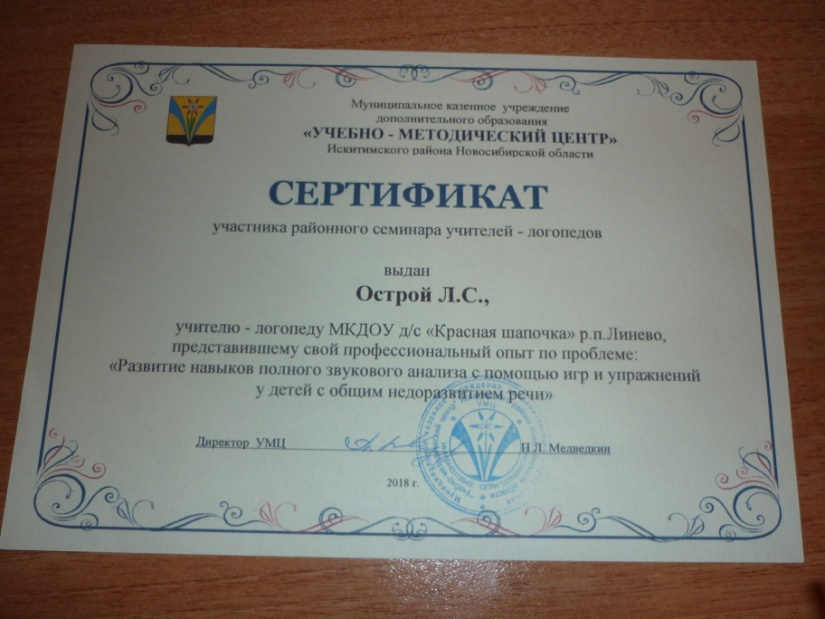 Муниципальное казенное учреждение
дополнительного образования
«УЧЕБНО - МЕТОДИЧЕСКИЙ ЦЕНТР»
Искитимского района Новосибирской области
СЕРТИФИКАТ
участника районного семинара учителей - логопедов
выдан
Острой Л.С.,
учителю - логопеду МКДОУ д/с «Красная шапочка» р.п.Линево,
представившему свой профессиональный опыт по проблеме:
«Развитие навыков полного звукового анализа с помощью игр и упражнений
у детей с общим недоразвитием речи»
Директор УМЦ П.Л. Медведкин
УМЦ
2018 г.